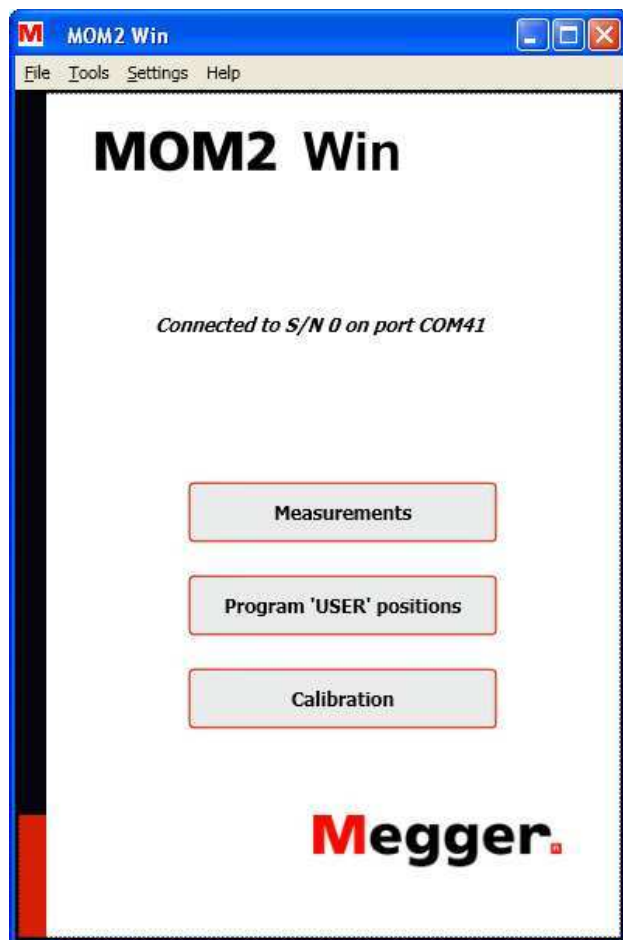 M MOM2 Win
File Tools Settings Help
MOM2 Win
Connected to S/N 0 on port COM41
Measurements
Program 'USER' positions
Calibration
Megger.